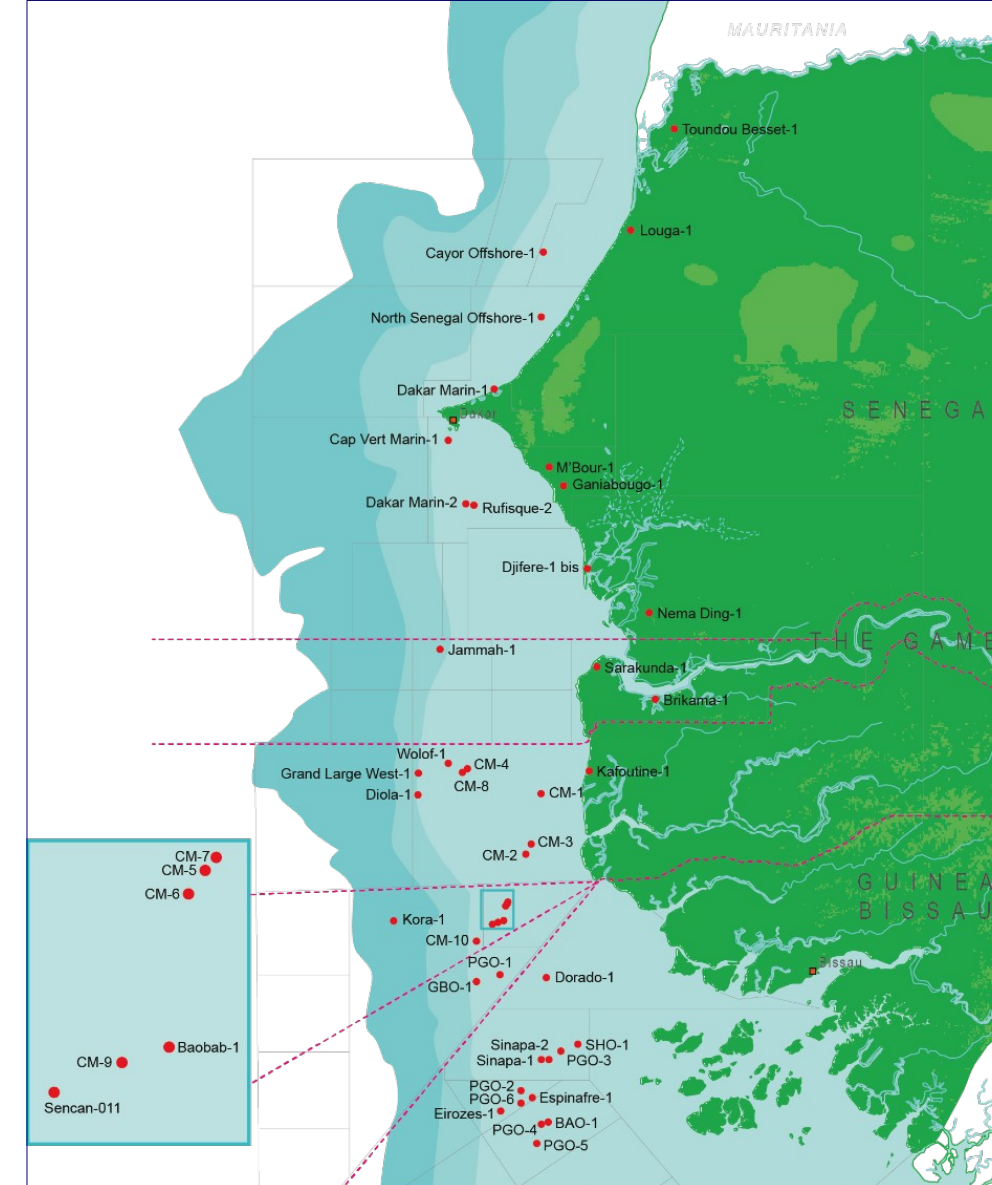 MAURITANIA
Toundou Besset-1
Louga-1
Cayor Offshore-1
North Senegal Offshore-1
Dakar Marin-1
Dakar
SENEGA
Cap Vert Marin-1
M'Bour-1
Ganiabougo-1
Dakar Marin-2
Rufisque-2
Djifere-1 bis
Nema Ding-1
THE GAMB
Jammah-1
Sarakunda-1
Brikama-1
Wolof-1
CM-4
Grand Large West-1
CM-8
Kafoutine-1
Diola-1
CM-1
CM-3
CM-2
CM-7
CM-5
CM-6
GUINEA
BISSAU
Kora-1
CM-10
PGO-1
Bissau
GBO-1
Dorado-1
Baobab-1
CM-9
Sencan-011
Sinapa-2
SHO-1
Sinapa-1
PGO-3
PGO-2
PGO-6
Espinafre-1
Eirozes-1
PGO-4
BAO-1
PGO-5